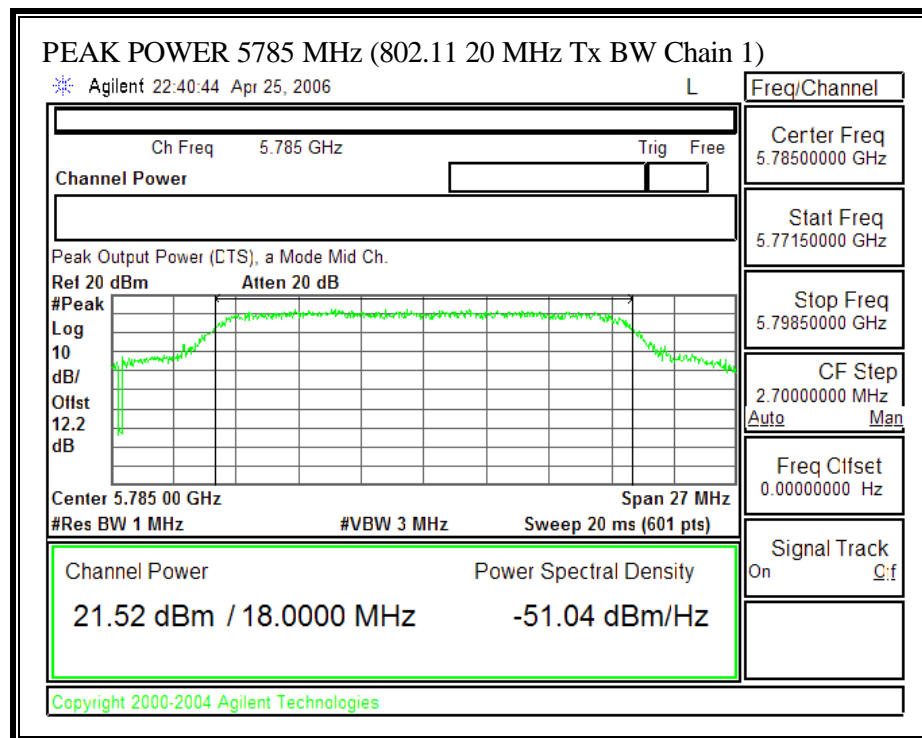 PEAK POWER 5785 MHz (802.11 20 MHz Tx BW Chain 1)
Agilent 22:40:44 Apr 25, 2006 L
Freq/Channel
Ch Freq 5.785 GHz Trig Free
Channel Power
Center Freq
5.78500000 GHz
Start Freq
5.77150000 GHz
Stop Freq
5.79850000 GHz
CF Step
2.70000000 MHz
Auto Man
Freq Offset
0.00000000 Hz
Signal Track
On Off
Peak Output Power (DTS), a Mode Mid Ch.
Ref 20 dBm Atten 20 dB
#Peak
Log
10
dB/
Offst
12.2
dB
Center 5.785 00 GHz Span 27 MHz
#Res BW 1 MHz #VBW 3 MHz Sweep 20 ms (601 pts)
Channel Power Power Spectral Density
21.52 dBm / 18.0000 MHz -51.04 dBm/Hz
Copyright 2000-2004 Agilent Technologies